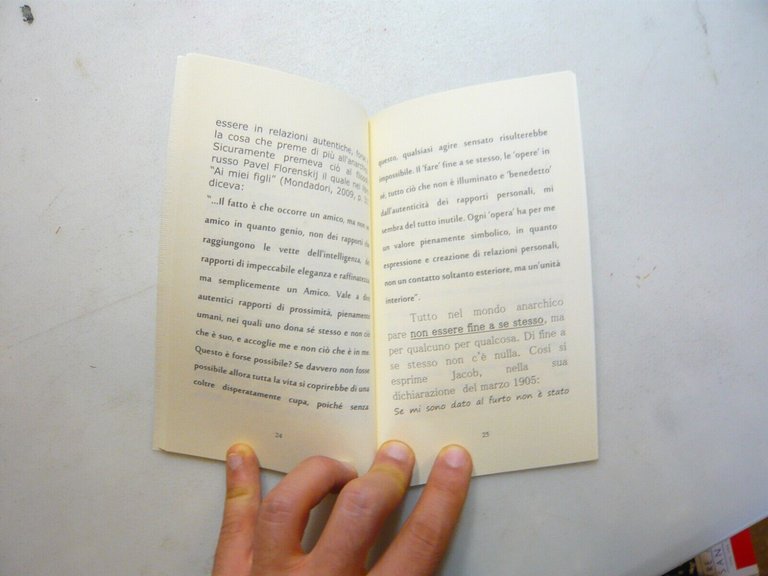 essere in relazioni autentiche, forse
la cosa che preme di più all'anarchic
Sicuramente premeva ciò al filoso
russo Pavel Florenskij il quale nel
"Ai miei figli" (Mondadori, 2009, p.
diceva:
"...Il fatto è che occorre un amico, ma non un
amico in quanto genio, non dei rapporti che
raggiungono le vette dell'intelligenza,
rapporti di impeccabile eleganza e raffinatezza
ma semplicemente un Amico. Vale a dire
autentici rapporti di prossimità, pienamente
umani, nei quali uno dona sé stesso e non ciò
che è suo, e accoglie me e non ciò che è in me.
Questo è forse possibile? Se davvero non fosse
possibile allora tutta la vita si coprirebbe di una
coltre disperatamente cupa, poiché senza
24
questo, qualsiasi agire sensato risulterebbe
impossibile. Il 'fare' fine a se stesso, le 'opere' in
sé, tutto ciò che non è illuminato e 'benedetto'
dall'autenticità dei rapporti personali, mi
sembra del tutto inutile. Ogni 'opera' ha per me
un valore pienamente simbolico, in quanto
espressione e creazione di relazioni personali,
non un contatto soltanto esteriore, ma un'unità
interiore".
Tutto nel mondo anarchico
pare non essere fine a se stesso, ma
per qualcuno per qualcosa. Di fine a
se stesso non c'è nulla. Così si
esprime Jacob, nella sua
dichiarazione del marzo 1905:
Se mi sono dato al furto non è stato
25